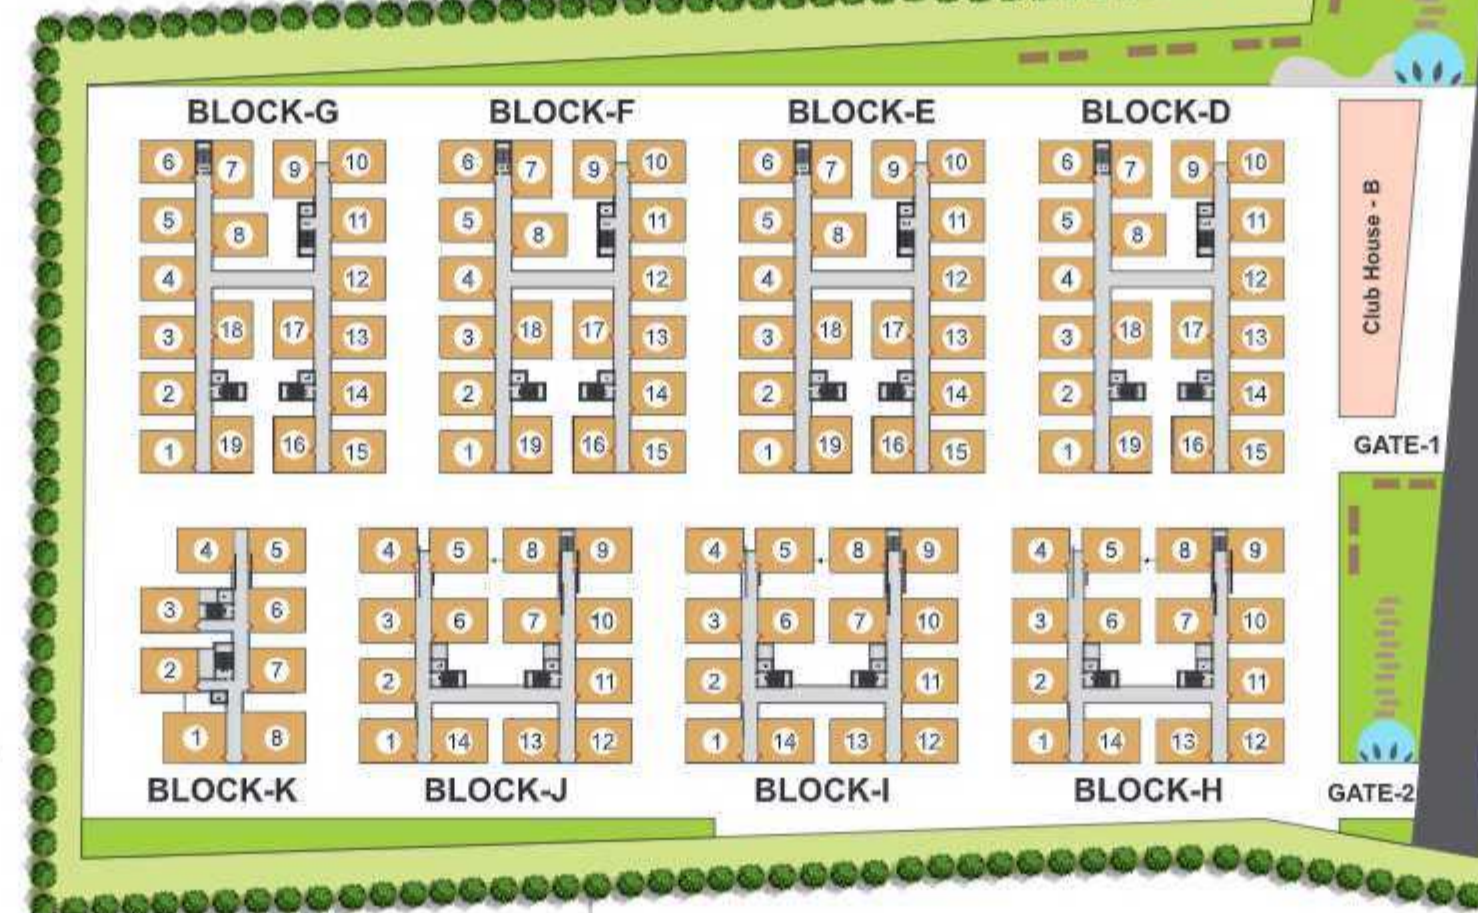 BLOCK-G BLOCK-F BLOCK-E BLOCK-D
6 7 9 10 6 7 9 10 6 7 9 10 6 7 9 10
5 8 11 5 8 11 5 8 11 5 8 11
4 12 4 12 4 12 4 12
3 18 17 13 3 18 17 13 3 18 17 13 3 18 17 13
2 14 2 14 2 14 2 14
1 19 16 15 1 19 16 15 1 19 16 15 1 19 16 15
Club House - B
GATE-1
4 5 4 5 8 9 4 5 8 9 4 5 8 9
3 6 3 6 7 10 3 6 7 10 3 6 7 10
2 7 2 11 2 11 2 11
1 8 1 14 13 12 1 14 13 12 1 14 13 12
BLOCK-K BLOCK-J BLOCK-I BLOCK-H GATE-2